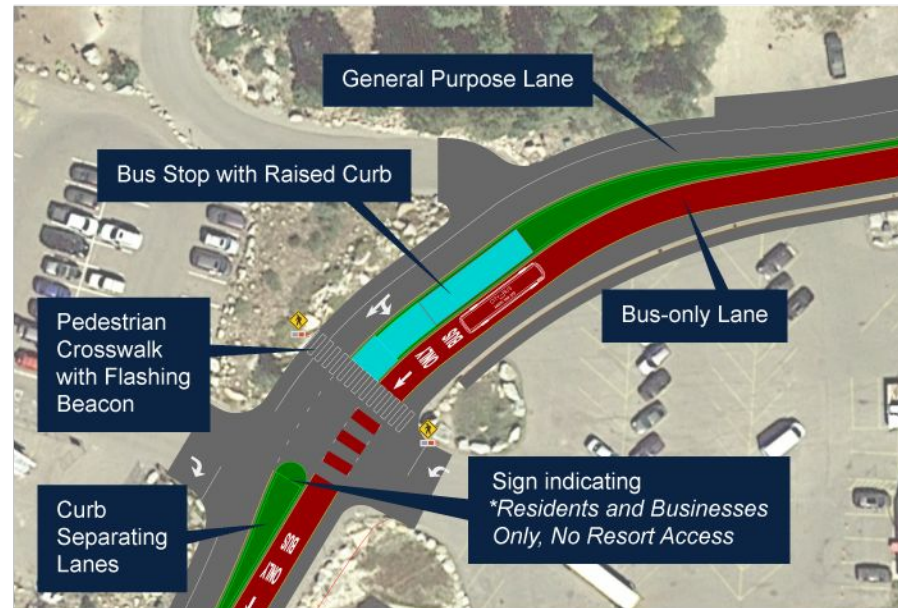 General Purpose Lane
Bus Stop with Raised Curb
Pedestrian
Crosswalk
with Flashing
Beacon
Bus-only Lane
BUS
ONLY
Sign indicating
*Residents and Businesses
Only, No Resort Access
Curb
Separating
Lanes
BUS
ONLY